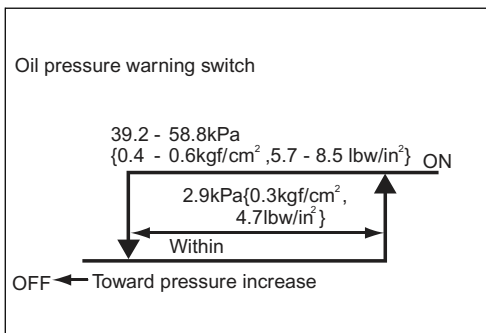 Oil pressure warning switch
39.2 - 58.8kPa
{0.4 - 0.6kgf/cm²,5.7 - 8.5 lbw/in²} ON
2.9kPa{0.3kgf/cm²,
4.7lbw/in²}
Within
OFF Toward pressure increase